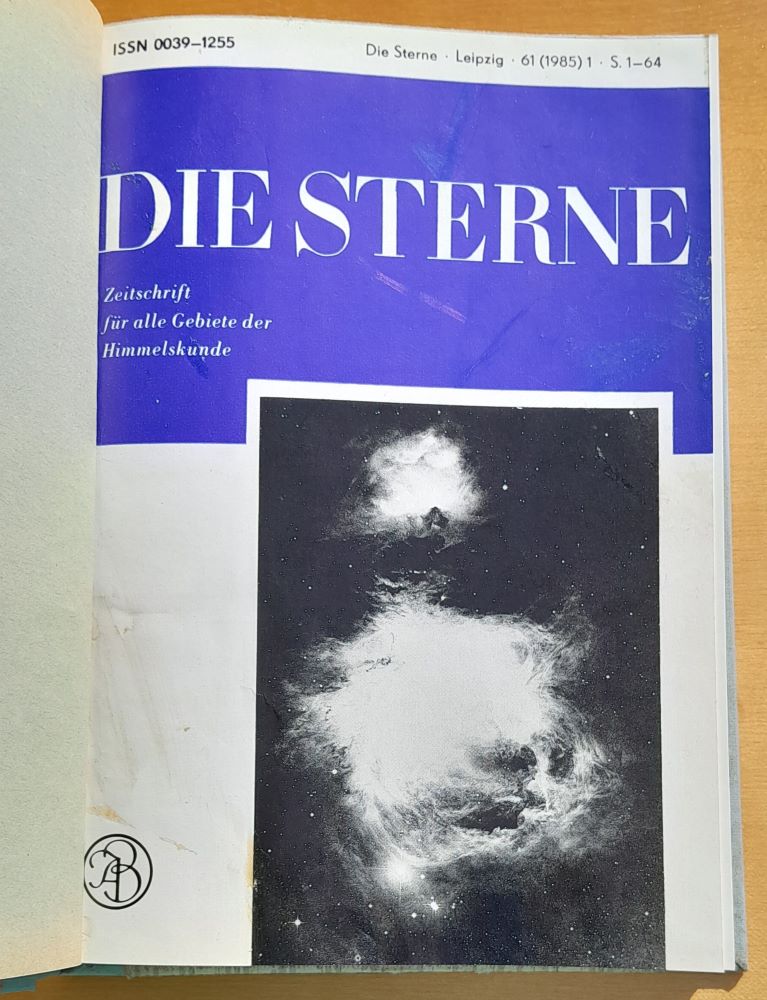 ISSN 0039–1255
Die Sterne · Leipzig · 61 (1985) 1 · S. 1–64
DIE STERNE
Zeitschrift
für alle Gebiete der
Himmelskunde
JAB